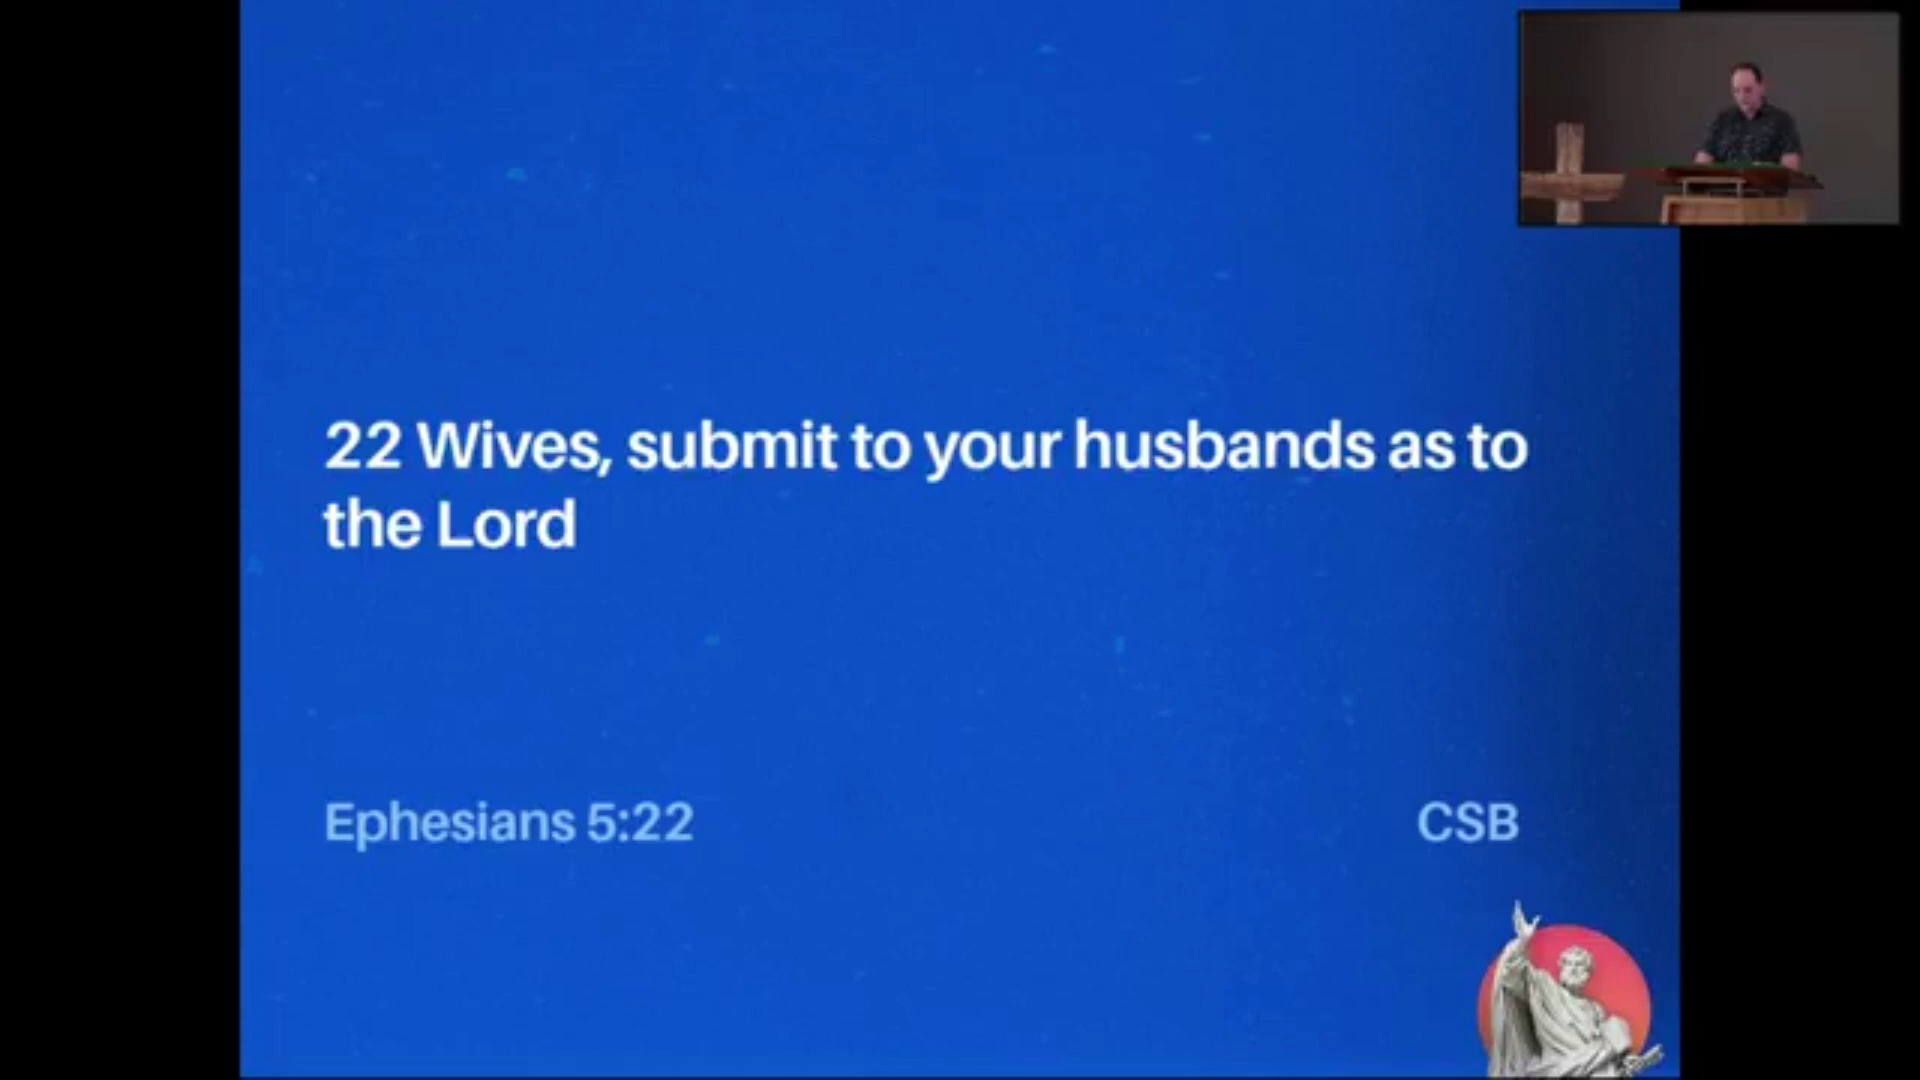 22 Wives, submit to your husbands as to
the Lord
Ephesians 5:22
CSB